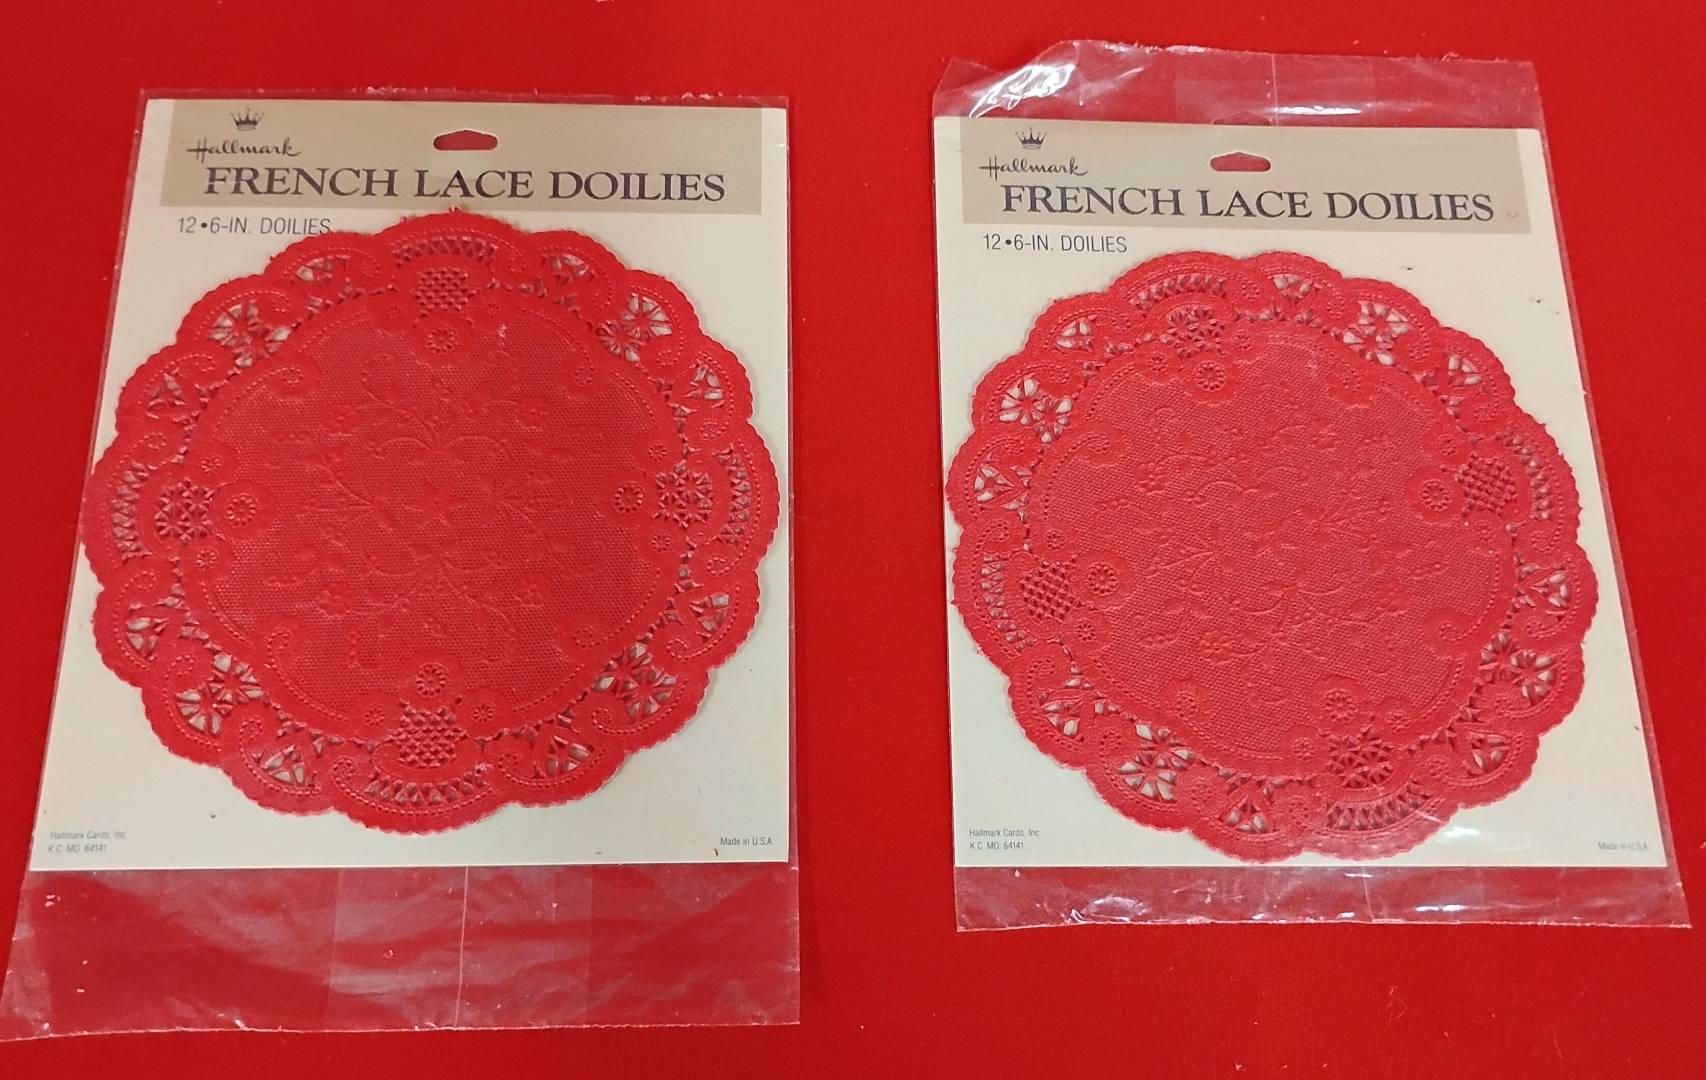 Hallmark
FRENCH LACE DOILIES
12•6-IN. DOILIES
Hallmark Cards, Inc.
K.C. MO. 64141
Made in U.S.A
Hallmark
FRENCH LACE DOILIES
12•6-IN. DOILIES
Hallmark Cards, Inc.
K.C. MO. 64141
Made in U.S.A